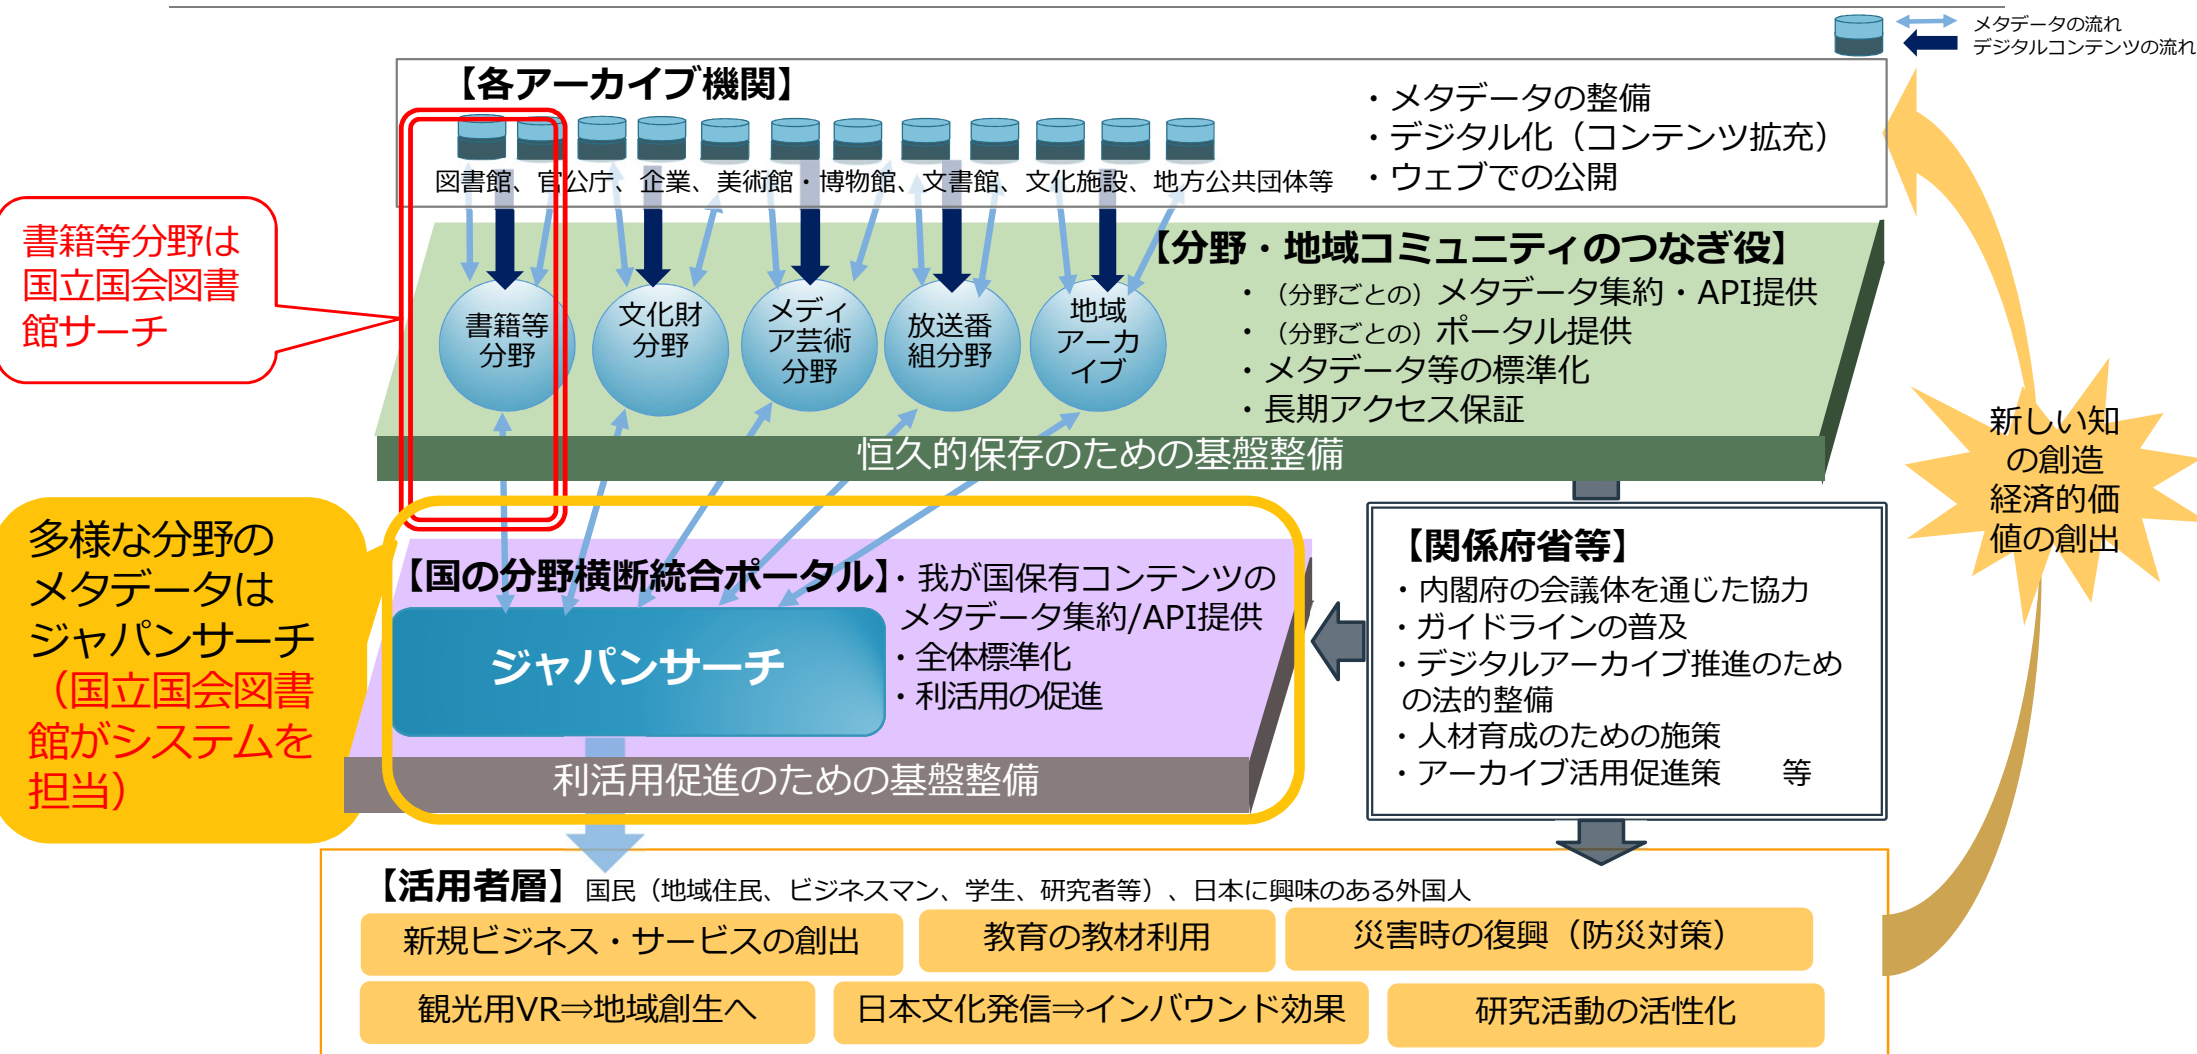 メタデータの流れ
デジタルコンテンツの流れ
【各アーカイブ機関】
・メタデータの整備
・デジタル化（コンテンツ拡充）
・ウェブでの公開
図書館、官公庁、企業、美術館・博物館、文書館、文化施設、地方公共団体等
書籍等分野は
国立国会図書
館サーチ
【分野・地域コミュニティのつなぎ役】
・（分野ごとの）メタデータ集約・API提供
・（分野ごとの）ポータル提供
・メタデータ等の標準化
・長期アクセス保証
書籍等
分野
文化財
分野
メディ
ア芸術
分野
放送番
組分野
地域
アーカ
イブ
恒久的保存のための基盤整備
新しい知
の創造
経済的価
値の創出
多様な分野の
メタデータは
ジャパンサーチ
（国立国会図書
館がシステムを
担当）
【国の分野横断統合ポータル】
・我が国保有コンテンツの
メタデータ集約/API提供
・全体標準化
・利活用の促進
ジャパンサーチ
利活用促進のための基盤整備
【関係府省等】
・内閣府の会議体を通じた協力
・ガイドラインの普及
・デジタルアーカイブ推進のため
の法的整備
・人材育成のための施策
・アーカイブ活用促進策　　等
【活用者層】国民（地域住民、ビジネスマン、学生、研究者等）、日本に興味のある外国人
新規ビジネス・サービスの創出
教育の教材利用
災害時の復興（防災対策）
観光用VR⇒地域創生へ
日本文化発信⇒インバウンド効果
研究活動の活性化